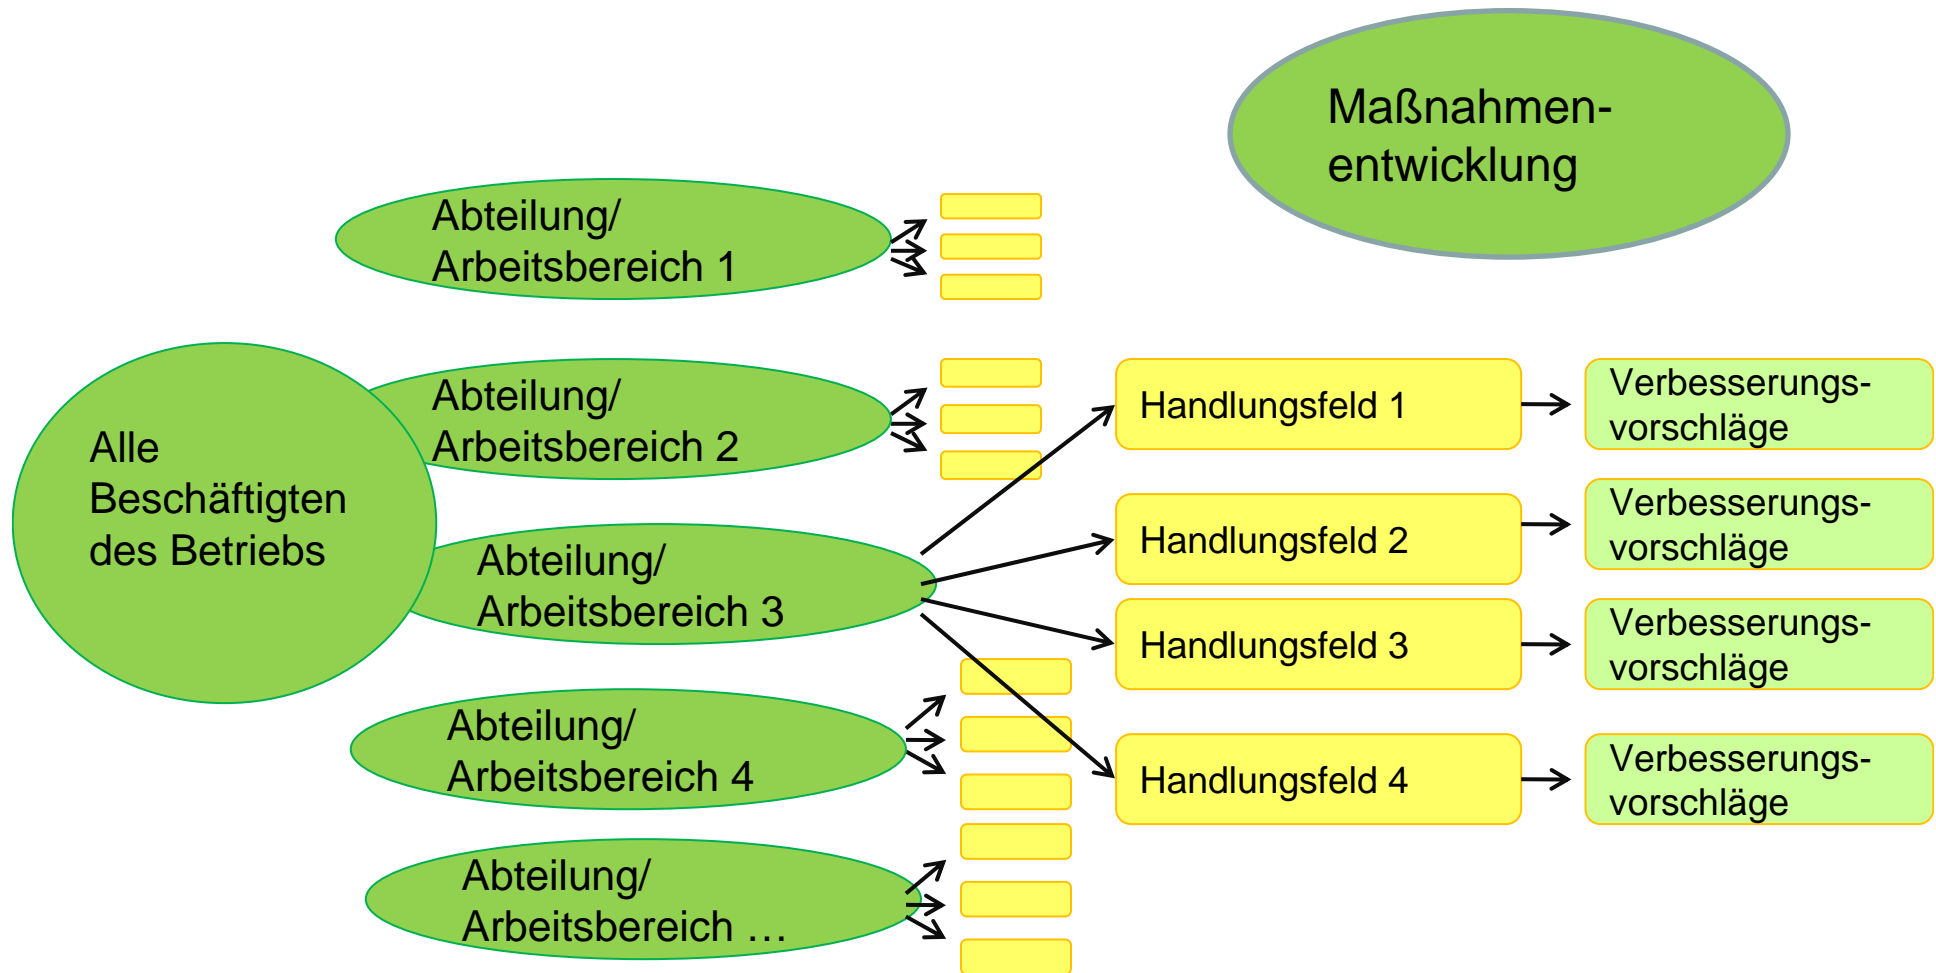 Maßnahmen-
entwicklung
Abteilung/
Arbeitsbereich 1
Alle
Beschäftigten
des Betriebs
Abteilung/
Arbeitsbereich 2
Abteilung/
Arbeitsbereich 3
Abteilung/
Arbeitsbereich 4
Abteilung/
Arbeitsbereich …
Handlungsfeld 1
Verbesserungs-
vorschläge
Handlungsfeld 2
Verbesserungs-
vorschläge
Handlungsfeld 3
Verbesserungs-
vorschläge
Handlungsfeld 4
Verbesserungs-
vorschläge